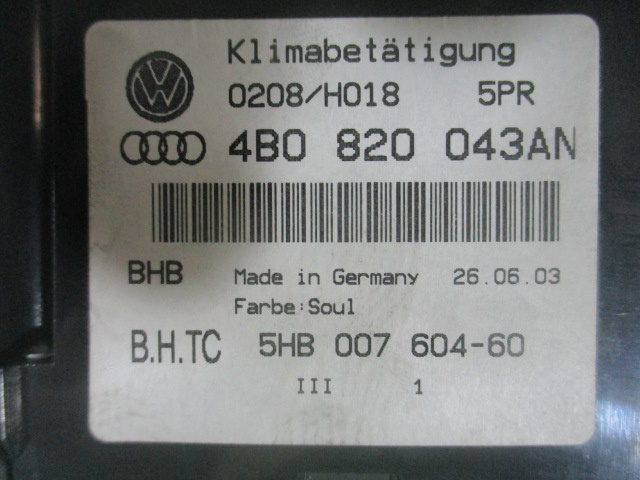 Klimabetätigung
0208/H018 5PR
4B0 820 043AN
BHB Made in Germany 26.06.03
Farbe:Soul
B.H.TC 5HB 007 604-60
III 1